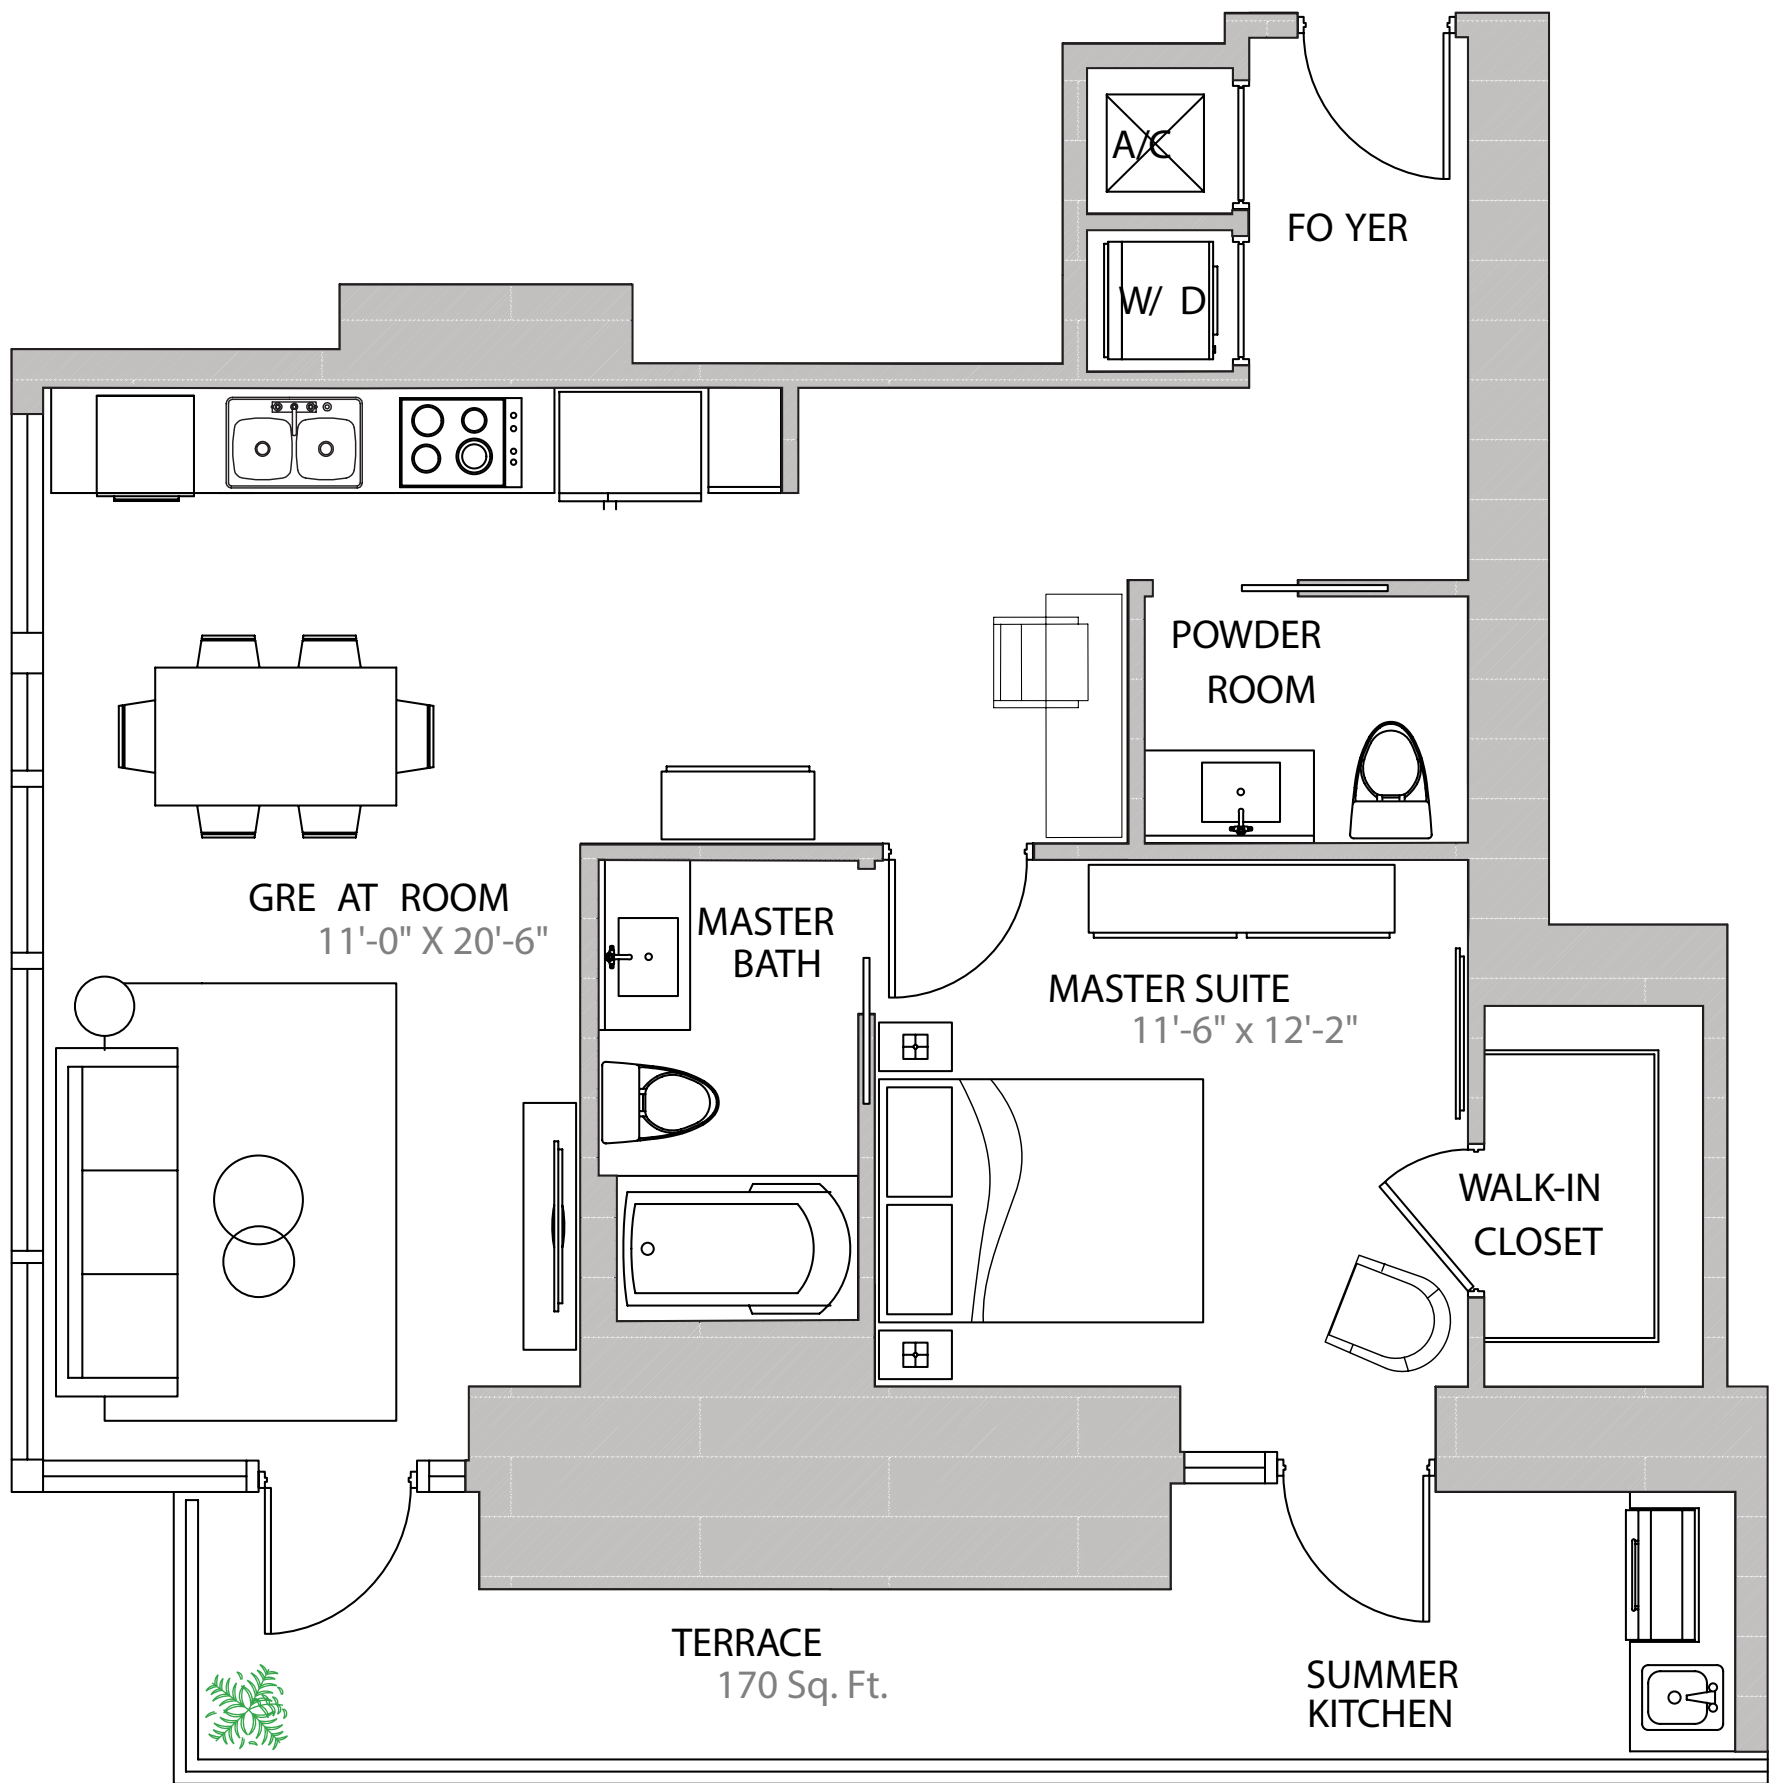 A/C
FO YER
W/ D
POWDER
ROOM
GRE AT ROOM
11'-0" X 20'-6"
MASTER
BATH
MASTER SUITE
11'-6" x 12'-2"
WALK-IN
CLOSET
TERRACE
170 Sq. Ft.
SUMMER
KITCHEN